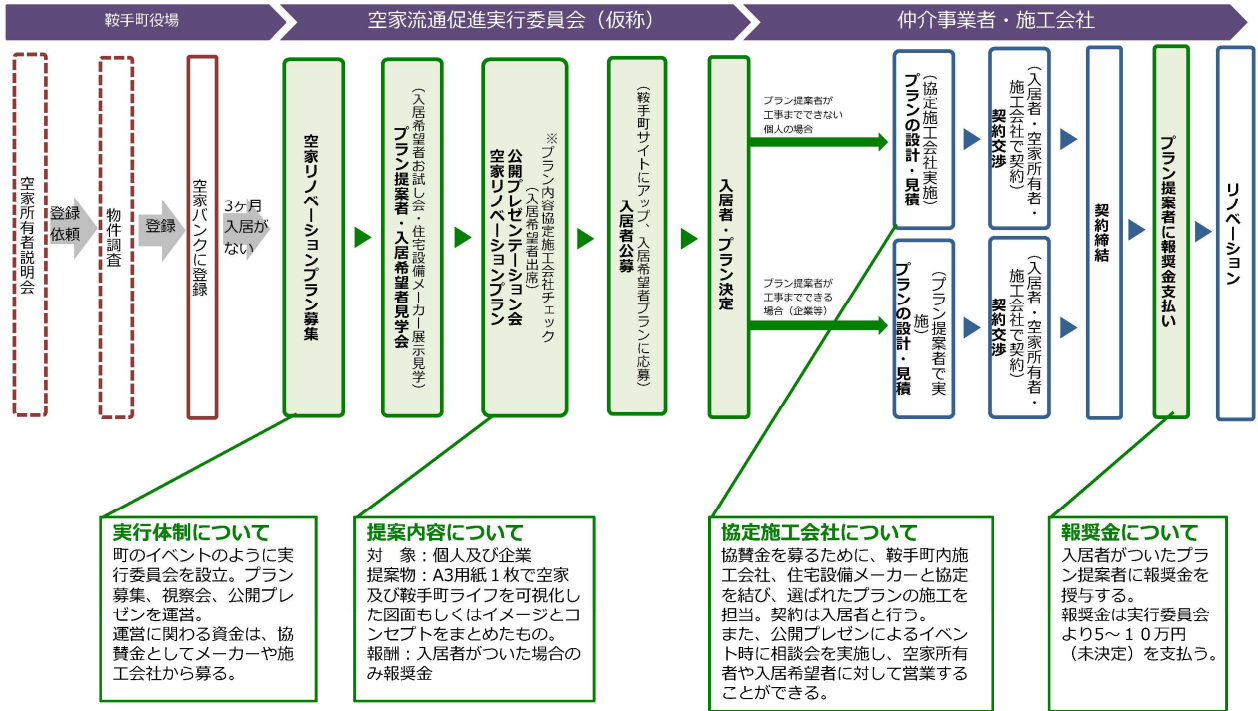 鞍手町役場
空家流通促進実行委員会（仮称）
仲介事業者・施工会社
空家所有者説明会
登録
依頼
物件調査
登録
空家バンクに登録
3ヶ月
入居が
ない
空家リノベーションプラン募集
（入居希望者お試し会・住宅設備メーカー展示見学）
プラン提案者・入居希望者見学会
※プラン内容協定施工会社チェック
（入居希望者出席）
公開プレゼンテーション会
空家リノベーションプラン
（鞍手町サイトにアップ、入居希望者プランに応募）
入居者公募
入居者・プラン決定
プラン提案者が
工事までできない
個人の場合
（協定施工会社実施）
プランの設計・見積
（入居者・空家所有者・
施工会社で契約）
契約交渉
プラン提案者が
工事までできる
場合（企業等）
（プラン提案者で実
施）
プランの設計・見積
（入居者・空家所有者・
施工会社で契約）
契約交渉
契約締結
プラン提案者に報奨金支払い
リノベーション
実行体制について
町のイベントのように実
行委員会を設立。プラン
募集、視察会、公開プレ
ゼンを運営。
運営に関わる資金は、協
賛金としてメーカーや施
工会社から募る。
提案内容について
対　象：個人及び企業
提案物：A3用紙１枚で空家
及び鞍手町ライフを可視化し
た図面もしくはイメージとコ
ンセプトをまとめたもの。
報酬：入居者がついた場合の
み報奨金
協定施工会社について
協賛金を募るために、鞍手町内施
工会社、住宅設備メーカーと協定
を結び、選ばれたプランの施工を
担当。契約は入居者と行う。
また、公開プレゼンによるイベン
ト時に相談会を実施し、空家所有
者や入居希望者に対して営業する
ことができる。
報奨金について
入居者がついたプラ
ン提案者に報奨金を
授与する。
報奨金は実行委員会
より5～１０万円
（未決定）を支払う。